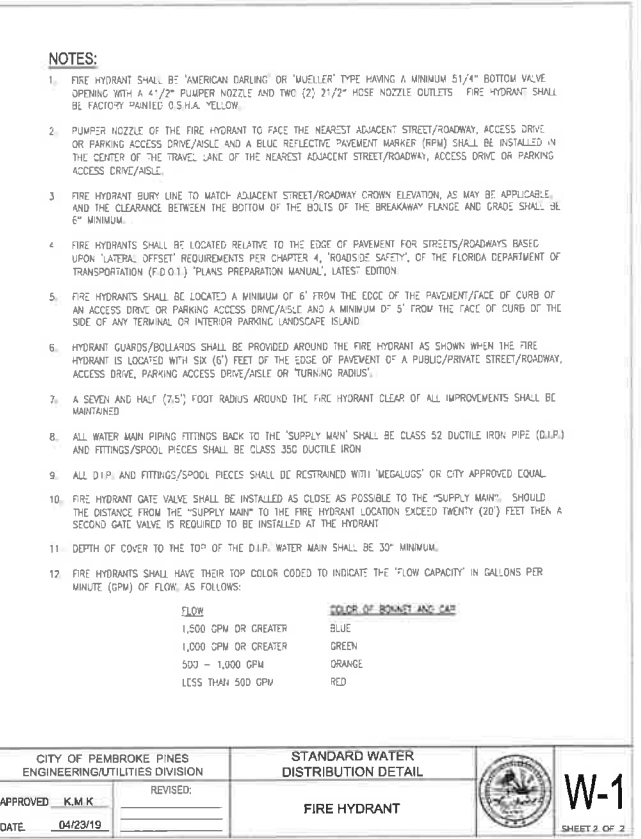 NOTES:
1. FIRE HYDRANT SHALL BE 'AMERICAN DARLING' OR 'MUELLER' TYPE HAVING A MINIMUM 51/4" BOTTOM VALVE
OPENING WITH A 41/2" PUMPER NOZZLE AND TWO (2) 21/2" HOSE NOZZLE OUTLETS FIRE HYDRANT SHALL
BE FACTORY PAINTED O.S.H.A. YELLOW.
2. PUMPER NOZZLE OF THE FIRE HYDRANT TO FACE THE NEAREST ADJACENT STREET/ROADWAY, ACCESS DRIVE
OR PARKING ACCESS DRIVE/AISLE AND A BLUE REFLECTIVE PAVEMENT MARKER (RPM) SHALL BE INSTALLED IN
THE CENTER OF THE TRAVEL LANE OF THE NEAREST ADJACENT STREET/ROADWAY, ACCESS DRIVE OR PARKING
ACCESS DRIVE/AISLE.
3 FIRE HYDRANT BURY LINE TO MATCH ADJACENT STREET/ROADWAY CROWN ELEVATION, AS MAY BE APPLICABLE,
AND THE CLEARANCE BETWEEN THE BOTTOM OF THE BOLTS OF THE BREAKAWAY FLANGE AND GRADE SHALL BE
6" MINIMUM.
4 FIRE HYDRANTS SHALL BE LOCATED RELATIVE TO THE EDGE OF PAVEMENT FOR STREETS/ROADWAYS BASED
UPON 'LATERAL OFFSET' REQUIREMENTS PER CHAPTER 4, 'ROADSIDE SAFETY', OF THE FLORIDA DEPARTMENT OF
TRANSPORTATION (F.D.O.T.) 'PLANS PREPARATION MANUAL', LATEST EDITION
5. FIRE HYDRANTS SHALL BE LOCATED A MINIMUM OF 6' FROM THE EDGE OF THE PAVEMENT/FACE OF CURB OF
AN ACCESS DRIVE OR PARKING ACCESS DRIVE/AISLE AND A MINIMUM OF 5' FROM THE FACE OF CURB OF THE
SIDE OF ANY TERMINAL OR INTERIOR PARKING LANDSCAPE ISLAND
6. HYDRANT GUARDS/BOLLARDS SHALL BE PROVIDED AROUND THE FIRE HYDRANT AS SHOWN WHEN THE FIRE
HYDRANT IS LOCATED WITH SIX (6') FEET OF THE EDGE OF PAVEMENT OF A PUBLIC/PRIVATE STREET/ROADWAY,
ACCESS DRIVE, PARKING ACCESS DRIVE/AISLE OR 'TURNING RADIUS'.
7. A SEVEN AND HALF (7.5') FOOT RADIUS AROUND THE FIRE HYDRANT CLEAR OF ALL IMPROVEMENTS SHALL BE
MAINTAINED
8. ALL WATER MAIN PIPING FITTINGS BACK TO THE 'SUPPLY MAIN' SHALL BE CLASS 52 DUCTILE IRON PIPE (D.I.P.)
AND FITTINGS/SPOOL PIECES SHALL BE CLASS 350 DUCTILE IRON
9. ALL D.I.P. AND FITTINGS/SPOOL PIECES SHALL BE RESTRAINED WITH 'MEGALUGS' OR CITY APPROVED EQUAL
10. FIRE HYDRANT GATE VALVE SHALL BE INSTALLED AS CLOSE AS POSSIBLE TO THE "SUPPLY MAIN". SHOULD
THE DISTANCE FROM THE "SUPPLY MAIN" TO THE FIRE HYDRANT LOCATION EXCEED TWENTY (20') FEET THEN A
SECOND GATE VALVE IS REQUIRED TO BE INSTALLED AT THE HYDRANT
11. DEPTH OF COVER TO THE TOP OF THE D.I.P. WATER MAIN SHALL BE 30" MINIMUM.
12. FIRE HYDRANTS SHALL HAVE THEIR TOP COLOR CODED TO INDICATE THE 'FLOW CAPACITY' IN GALLONS PER
MINUTE (GPM) OF FLOW, AS FOLLOWS:
FLOW COLOR OF BONNET AND CAP
1,500 GPM OR GREATER BLUE
1,000 GPM OR GREATER GREEN
500 - 1,000 GPM ORANGE
LESS THAN 500 GPM RED
CITY OF PEMBROKE PINES
ENGINEERING/UTILITIES DIVISION
APPROVED K.M.K
DATE. 04/23/19
REVISED:
STANDARD WATER
DISTRIBUTION DETAIL
FIRE HYDRANT
W-1
SHEET 2 OF 2